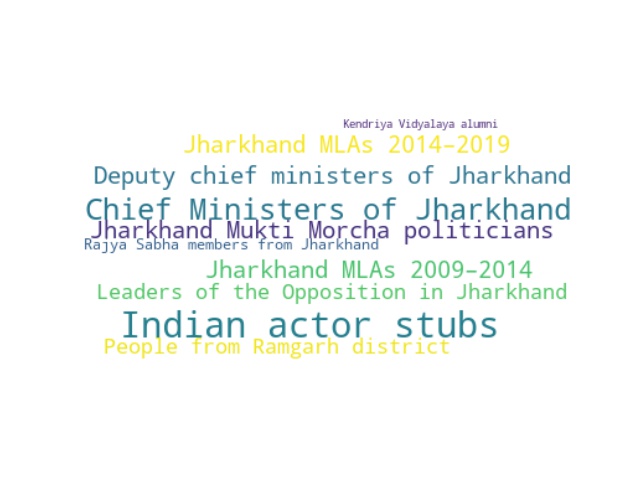 Kendriya Vidyalaya alumni
Jharkhand MLAs 2014–2019
Deputy chief ministers of Jharkhand
Chief Ministers of Jharkhand
Jharkhand Mukti Morcha politicians
Rajya Sabha members from Jharkhand
Jharkhand MLAs 2009–2014
Leaders of the Opposition in Jharkhand
Indian actor stubs
People from Ramgarh district